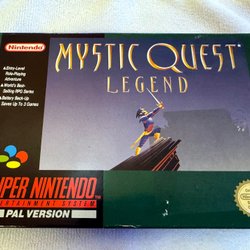 Nintendo
MYSTIC QUEST
LEGEND
Entry-Level
Role-Playing
Adventure
World's Best-
Selling RPG Series
Battery Back-Up
Saves Up To 3 Games
SUPER NINTENDO
ENTERTAINMENT SYSTEM
PAL VERSION